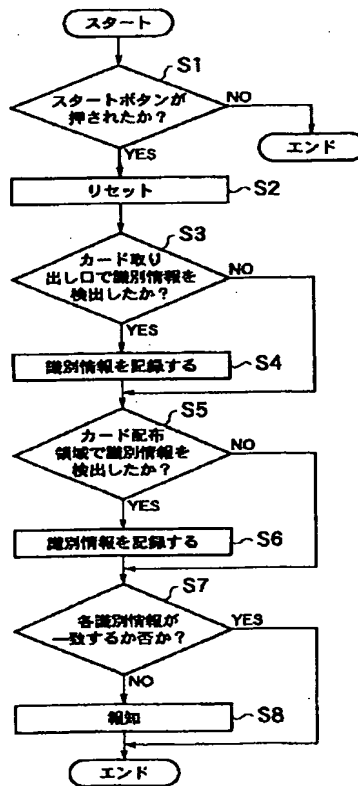 スタート
S1
スタートボタンが
押されたか？
NO
エンド
YES
リセット
S2
S3
カード取り
出し口で識別情報を
検出したか？
NO
YES
識別情報を記録する
S4
S5
カード配布
領域で識別情報を
検出したか？
NO
YES
識別情報を記録する
S6
S7
各識別情報が
一致するか否か？
YES
NO
報知
S8
エンド